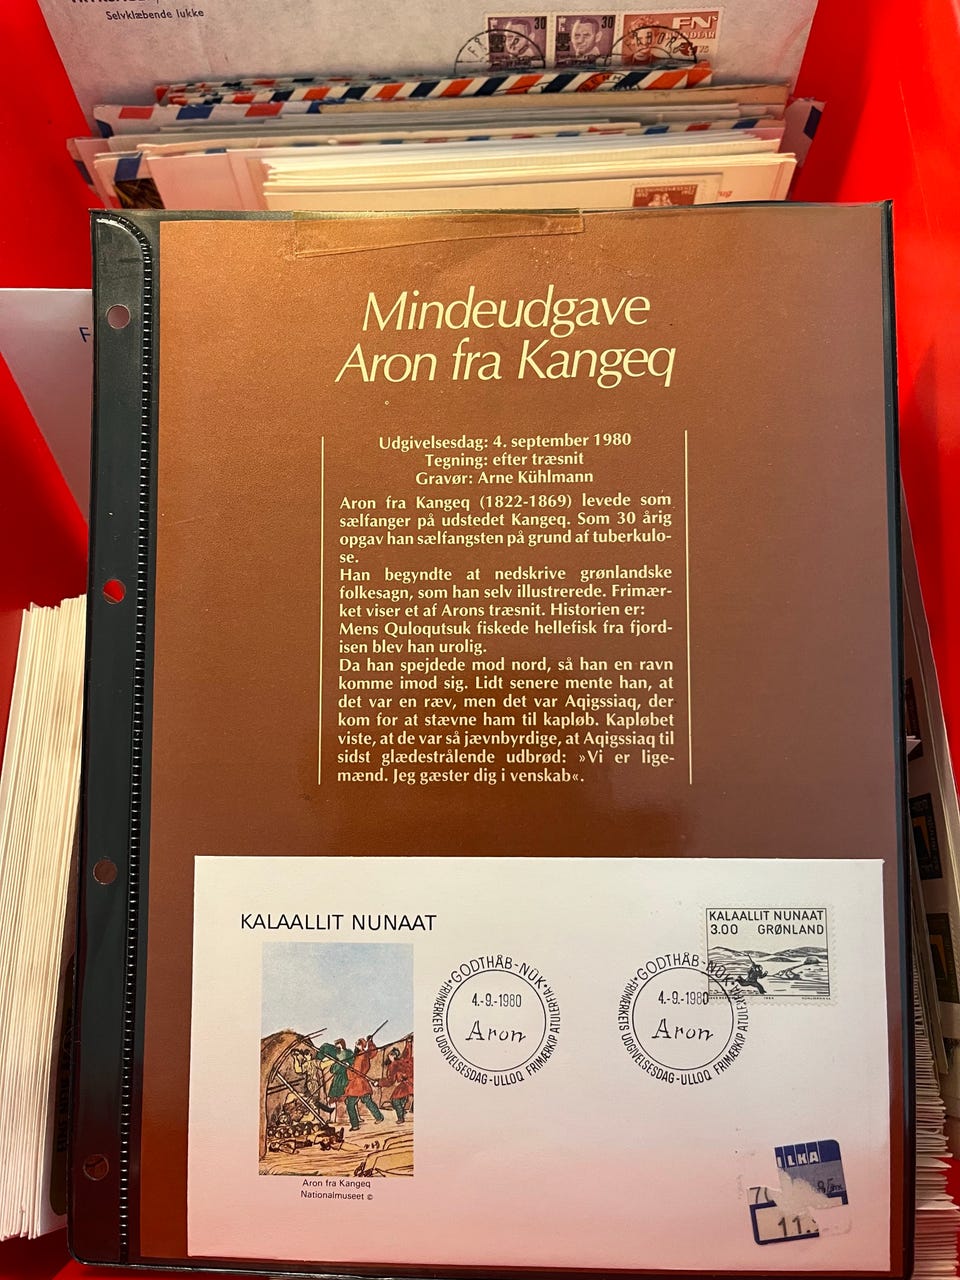 Selvklæbende lukke
30
30
FN's
F
Mindeudgave
Aron fra Kangeq
Udgivelsesdag: 4. september 1980
Tegning: efter træsnit
Gravør: Arne Kühlmann
Aron fra Kangeq (1822-1869) levede som
sælfanger på udstedet Kangeq. Som 30 årig
opgav han sælfangsten på grund af tuberkulo-
se.
Han begyndte at nedskrive grønlandske
folkesagn, som han selv illustrerede. Frimær-
ket viser et af Arons træsnit. Historien er:
Mens Quloqutsuk fiskede hellefisk fra fjord-
isen blev han urolig.
Da han spejdede mod nord, så han en ravn
komme imod sig. Lidt senere mente han, at
det var en ræv, men det var Aqigssiaq, der
kom for at stævne ham til kapløb. Kapløbet
viste, at de var så jævnbyrdige, at Aqigssiaq til
sidst glædestrålende udbrød: »Vi er lige-
mænd. Jeg gæster dig i venskab«.
KALAALLIT NUNAAT
KALAALLIT NUNAAT
3.00 GRØNLAND
GODTHÅB-NÛK
4.-9.-1980
Aron
FRIMÆRKETS UDGIVELSESDAG-ULLOQ FRIMÆRKIP ATULERFIA
GODTHÅB-NÛK
4.-9.-1980
Aron
FRIMÆRKETS UDGIVELSESDAG-ULLOQ FRIMÆRKIP ATULERFIA
Aron fra Kangeq
Nationalmuseet ©
ILKA
11.